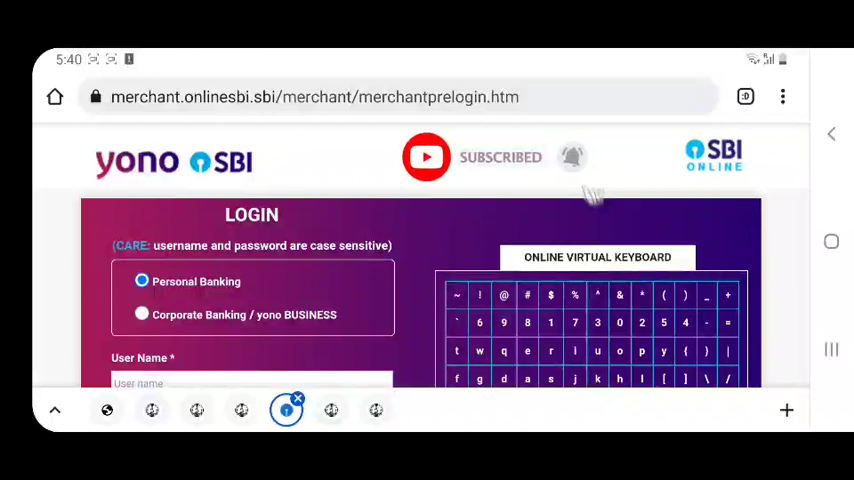 5:40
:D
merchant.onlinesbi.sbi/merchant/merchantprelogin.htm
yono SBI
SUBSCRIBED
SBI
ONLINE
LOGIN
(CARE: username and password are case sensitive)
Personal Banking
Corporate Banking / yono BUSINESS
User Name *
User name
ONLINE VIRTUAL KEYBOARD
~ ! @ # $ % ^ & * ( ) _ +
` 6 9 8 1 7 3 0 2 5 4 - =
t w q e r i u o p y { } |
f g d a s j k h l [ ] \ /